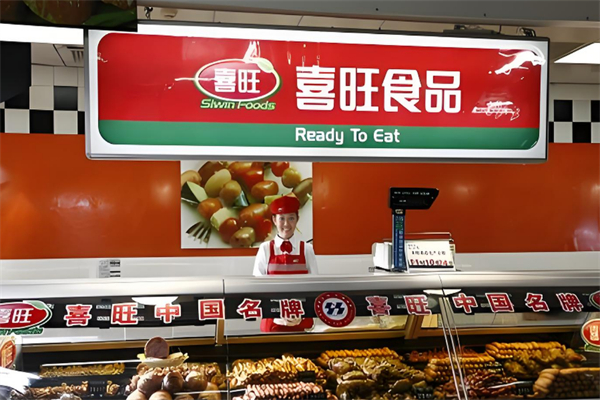 喜旺
Siwin Foods
喜旺食品
Ready To Eat
喜旺中国名牌 喜旺中国名牌
喜旺